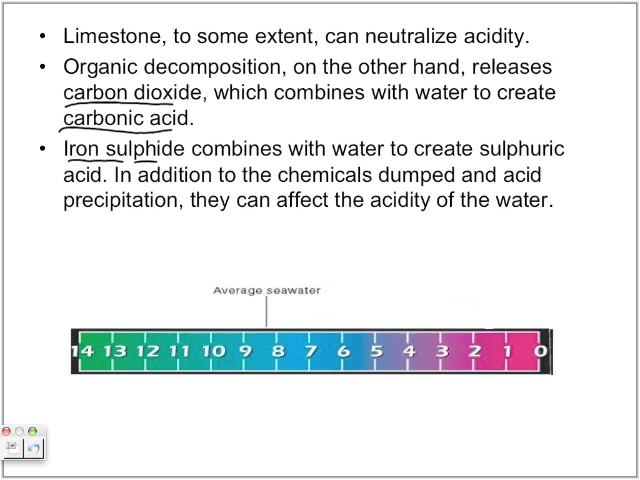 • Limestone, to some extent, can neutralize acidity.
• Organic decomposition, on the other hand, releases
carbon dioxide, which combines with water to create
carbonic acid.
• Iron sulphide combines with water to create sulphuric
acid. In addition to the chemicals dumped and acid
precipitation, they can affect the acidity of the water.
Average seawater
14 13 12 11 10 9 8 7 6 5 4 3 2 1 0